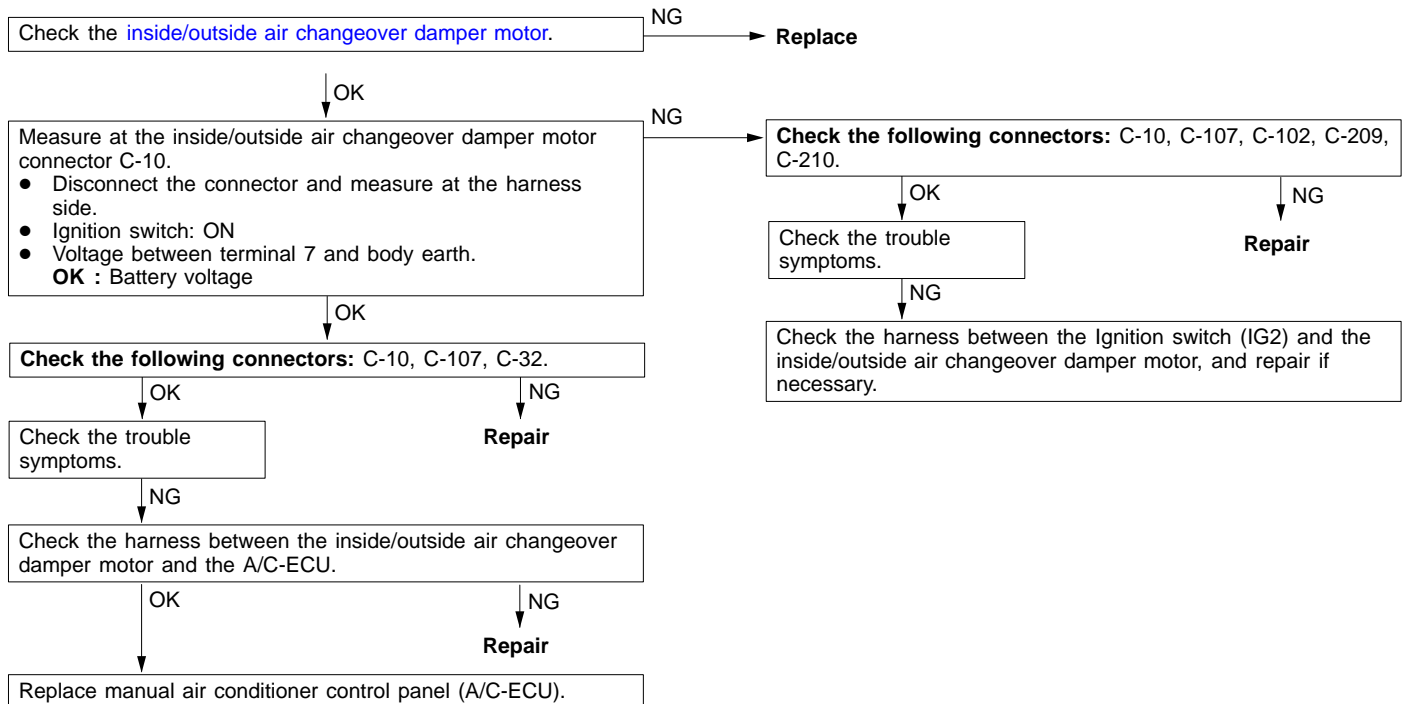 Check the inside/outside air changeover damper motor.
NG
Replace
OK
Measure at the inside/outside air changeover damper motor
connector C-10.
● Disconnect the connector and measure at the harness
side.
● Ignition switch: ON
● Voltage between terminal 7 and body earth.
OK : Battery voltage
NG
Check the following connectors: C-10, C-107, C-102, C-209,
C-210.
OK
NG
Check the trouble
symptoms.
Repair
NG
Check the harness between the Ignition switch (IG2) and the
inside/outside air changeover damper motor, and repair if
necessary.
OK
Check the following connectors: C-10, C-107, C-32.
OK
NG
Check the trouble
symptoms.
Repair
NG
Check the harness between the inside/outside air changeover
damper motor and the A/C-ECU.
OK
NG
Repair
Replace manual air conditioner control panel (A/C-ECU).